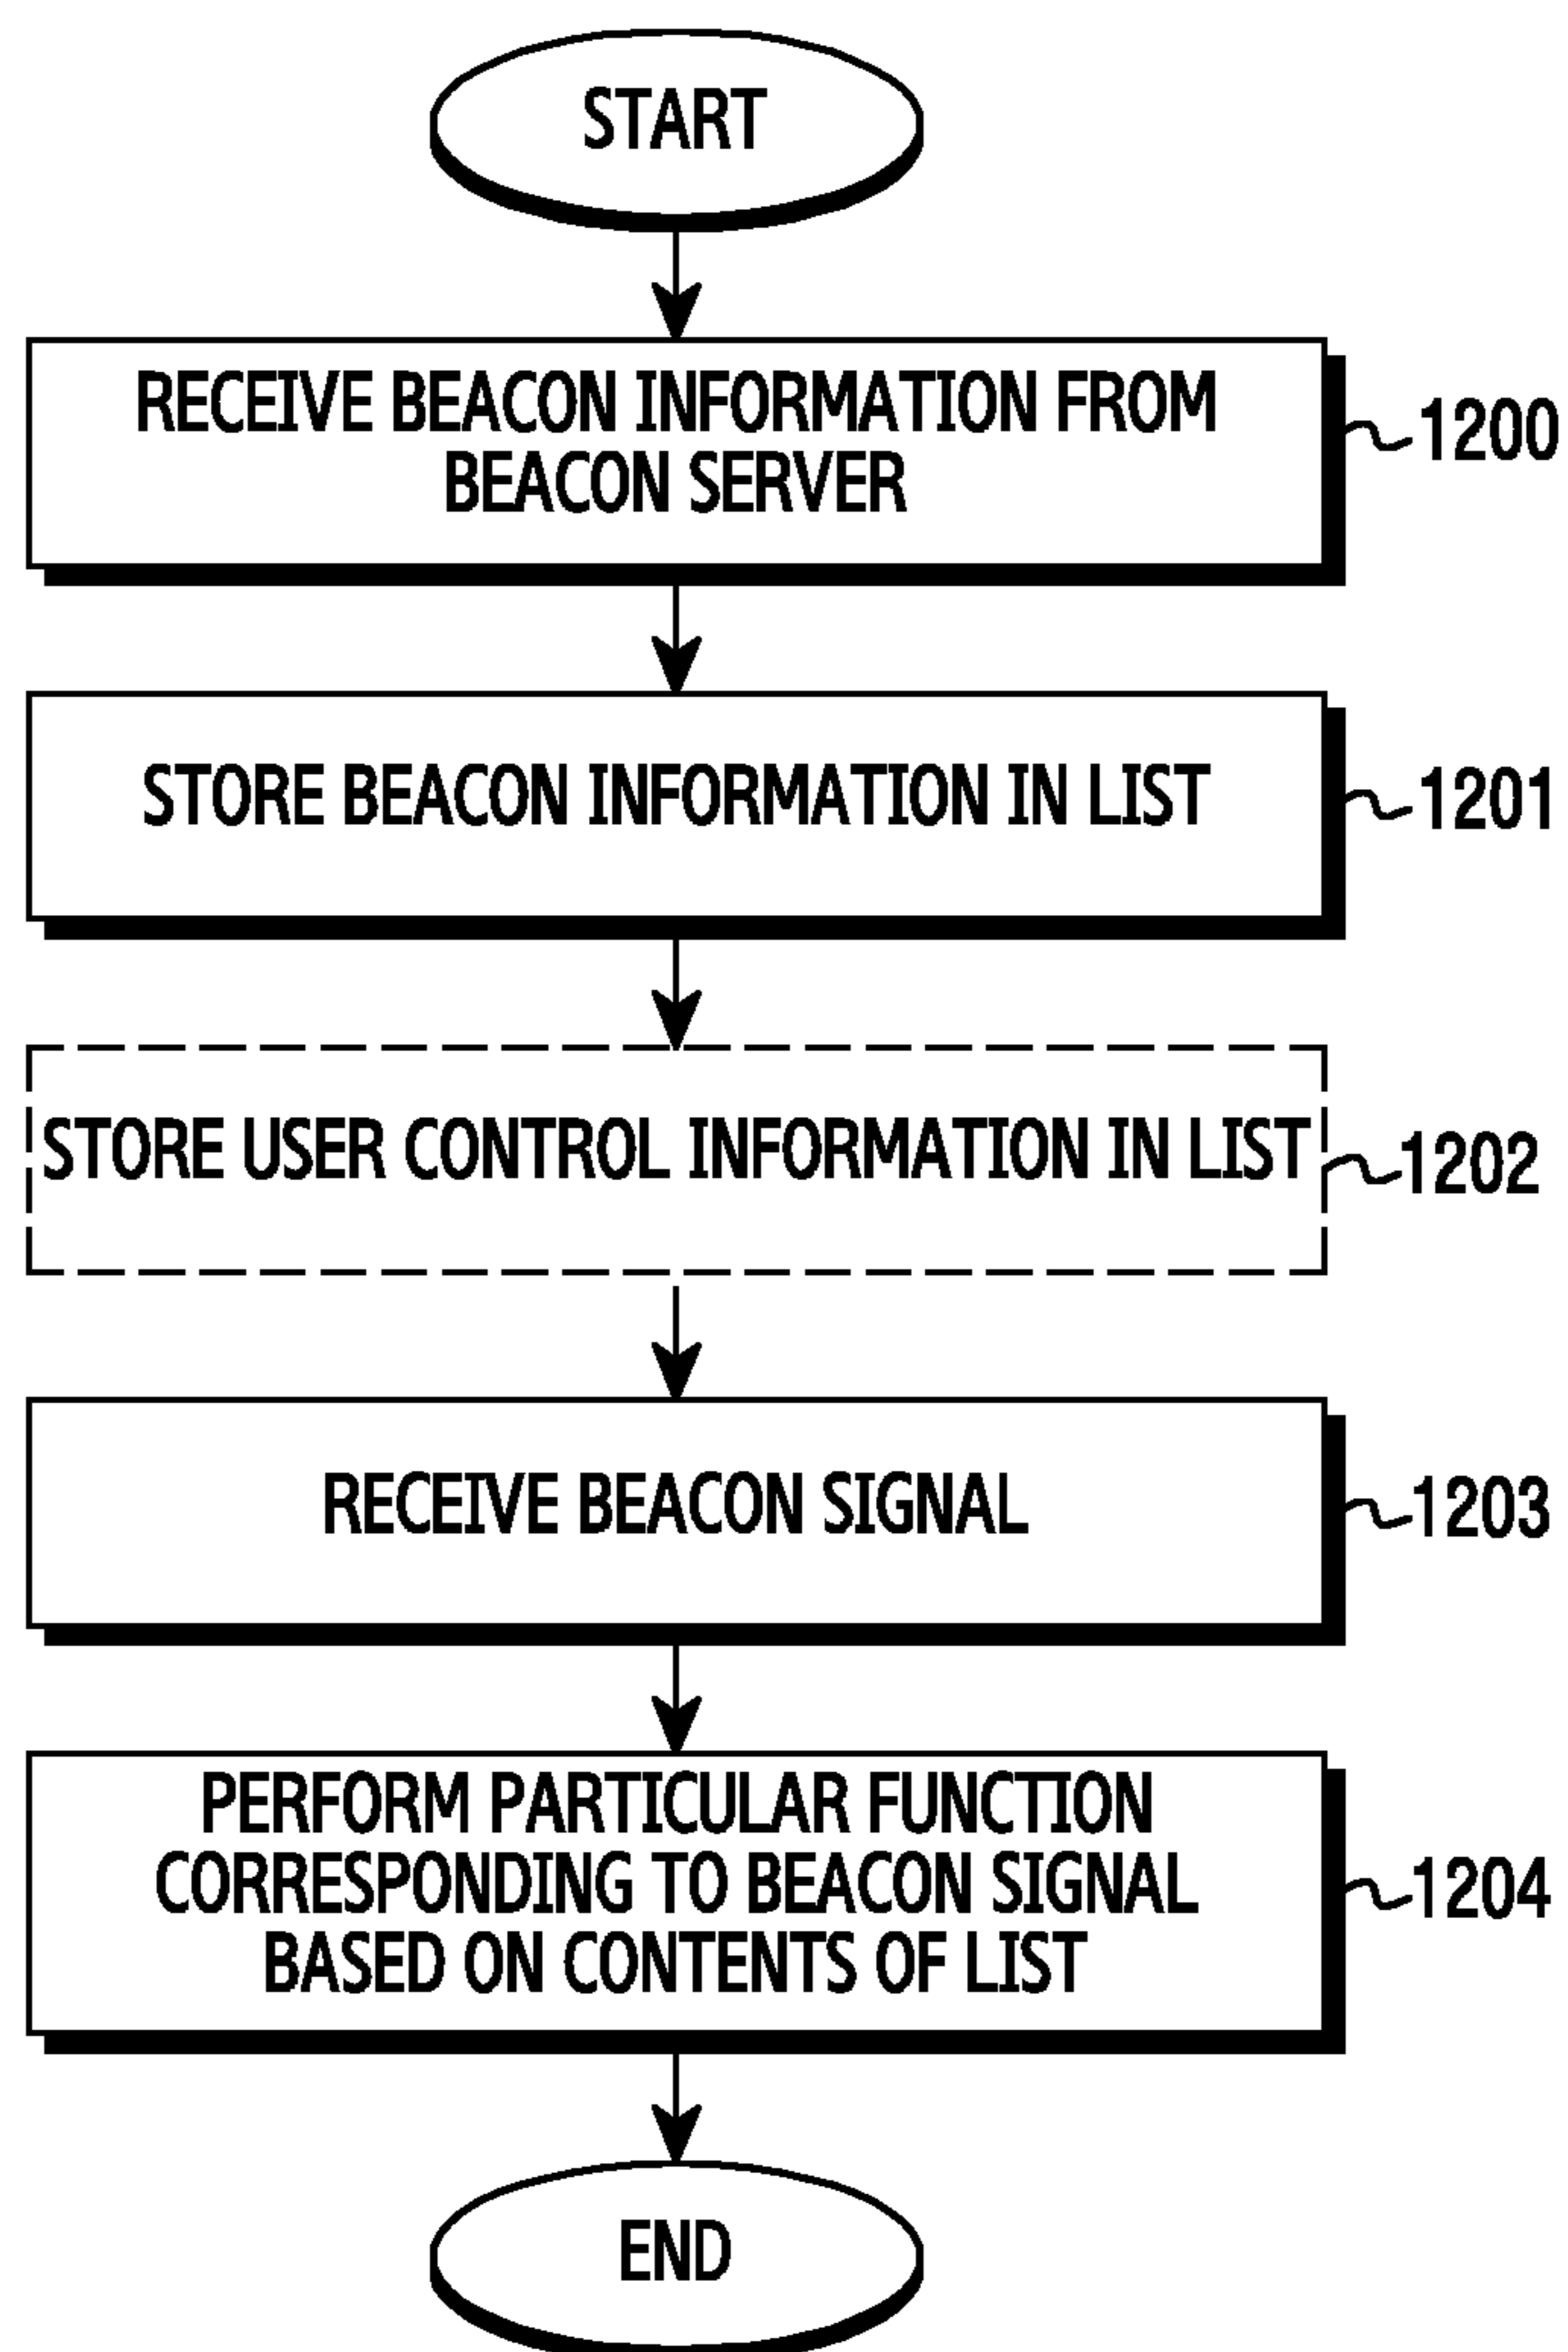 START
RECEIVE BEACON INFORMATION FROM
BEACON SERVER
1200
STORE BEACON INFORMATION IN LIST
1201
STORE USER CONTROL INFORMATION IN LIST
1202
RECEIVE BEACON SIGNAL
1203
PERFORM PARTICULAR FUNCTION
CORRESPONDING TO BEACON SIGNAL
BASED ON CONTENTS OF LIST
1204
END